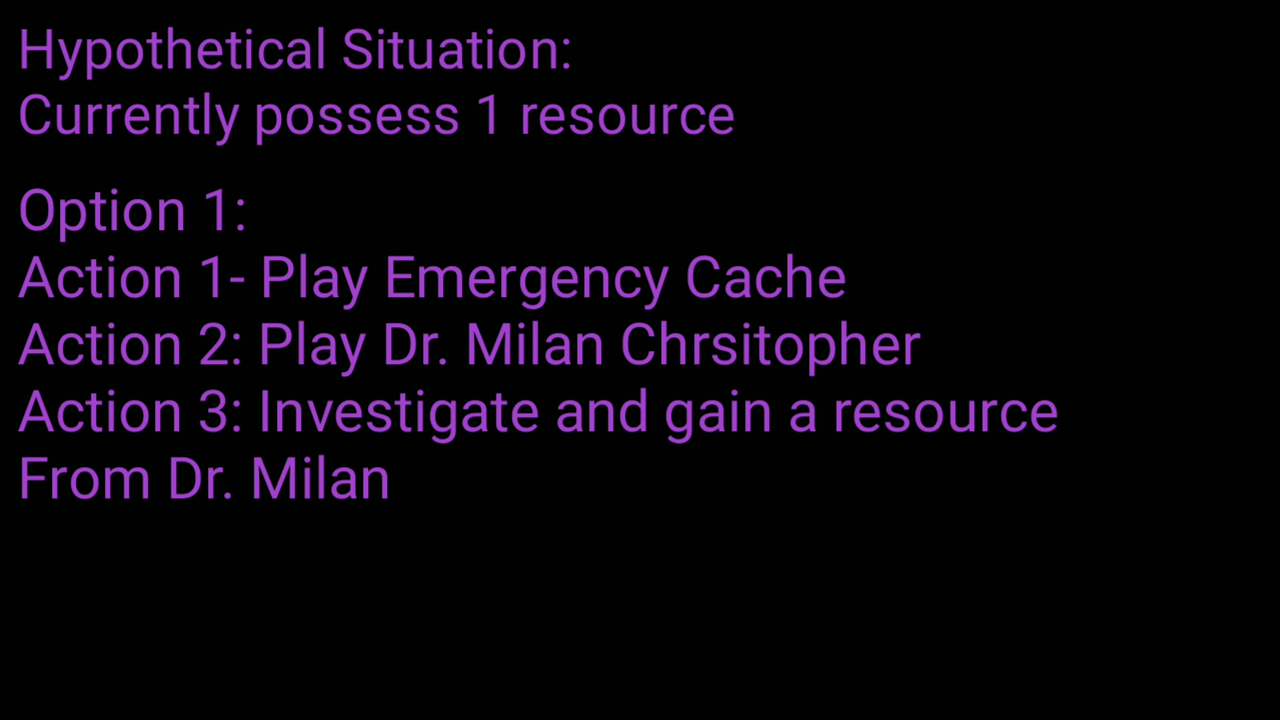 Hypothetical Situation:
Currently possess 1 resource
Option 1:
Action 1- Play Emergency Cache
Action 2: Play Dr. Milan Chrsitopher
Action 3: Investigate and gain a resource
From Dr. Milan